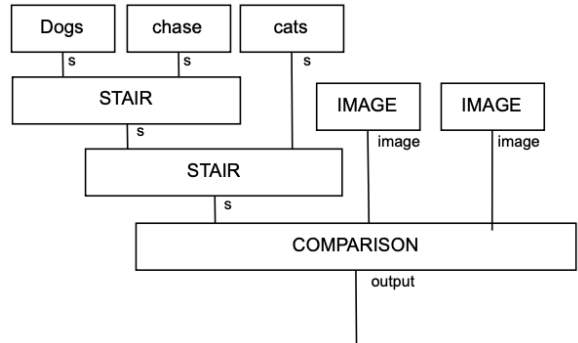 Dogs
chase
cats
s
s
s
STAIR
IMAGE
IMAGE
s
image
image
STAIR
s
COMPARISON
output